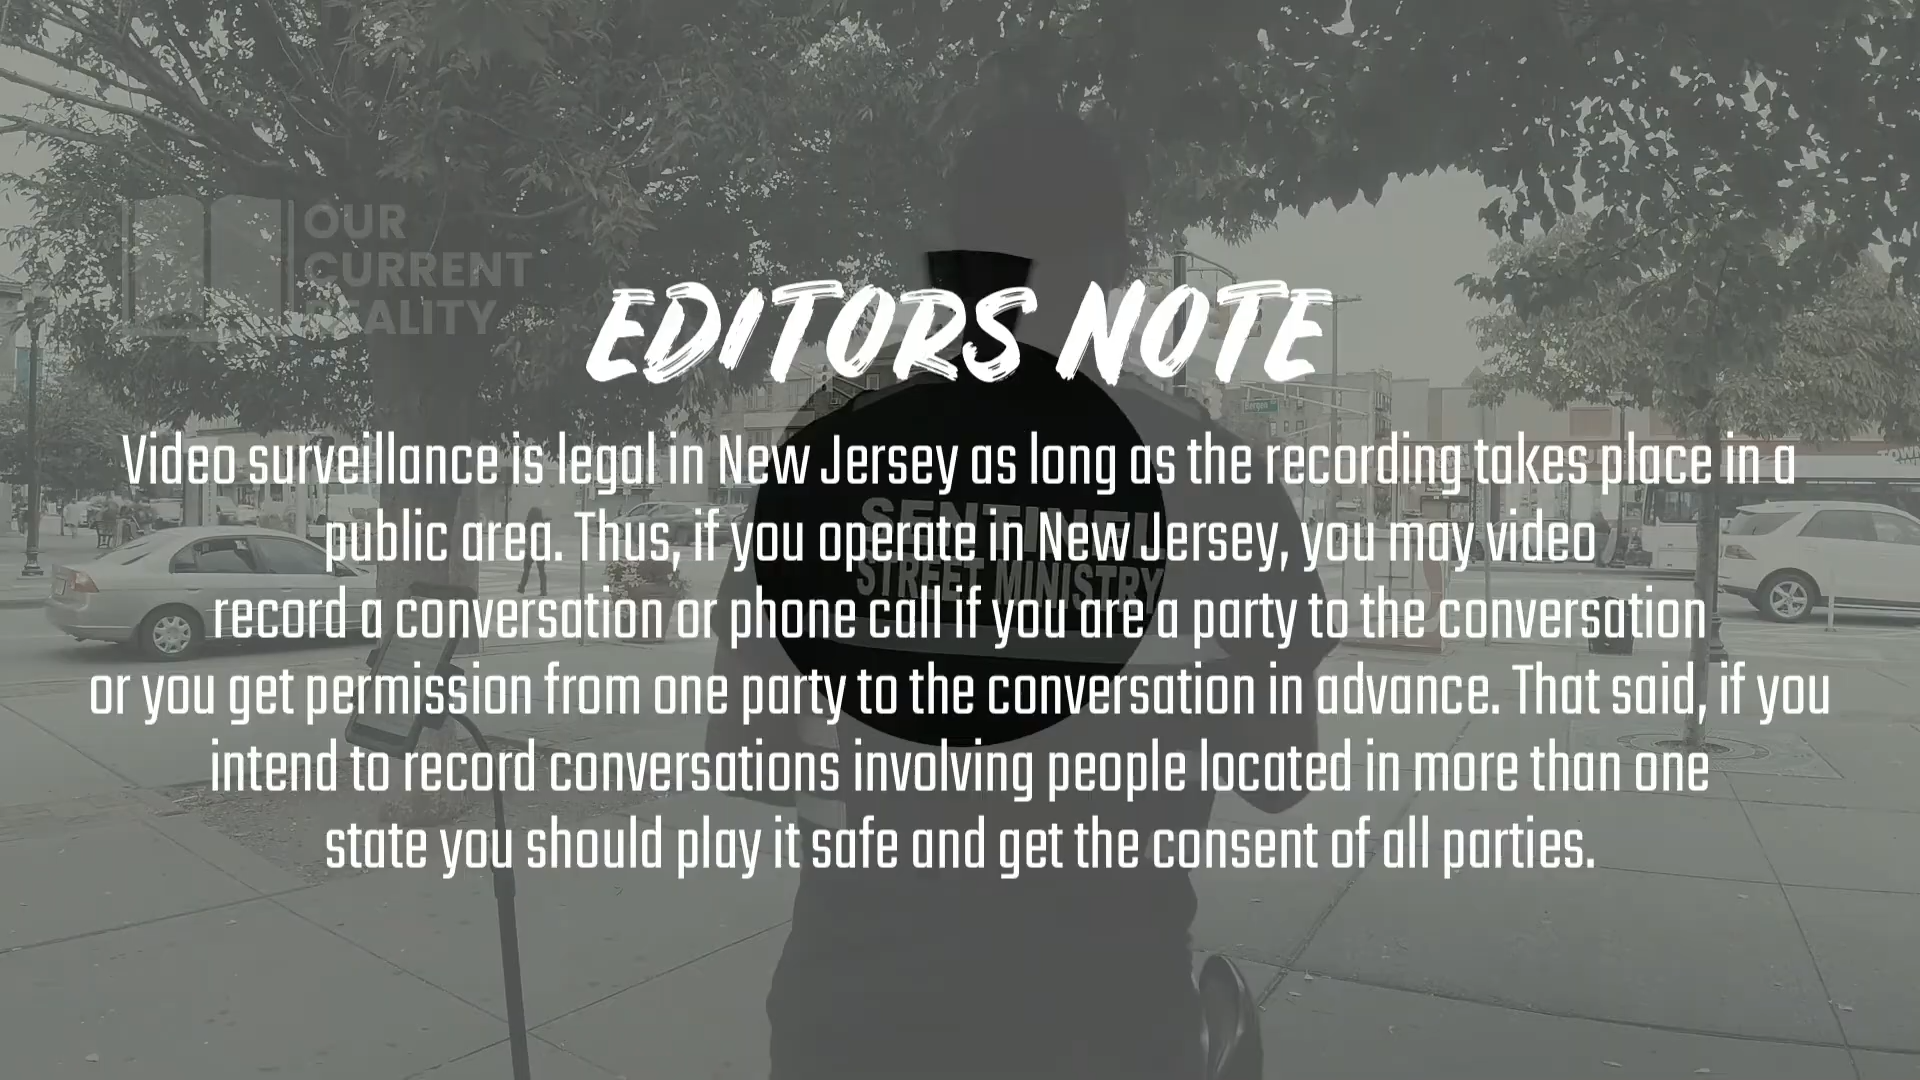 OUR
CURRENT
REALITY
EDITORS NOTE
Video surveillance is legal in New Jersey as long as the recording takes place in a
public area. Thus, if you operate in New Jersey, you may video
record a conversation or phone call if you are a party to the conversation
or you get permission from one party to the conversation in advance. That said, if you
intend to record conversations involving people located in more than one
state you should play it safe and get the consent of all parties.
SENTINEL
STREET MINISTRY
Bergen
TOWN